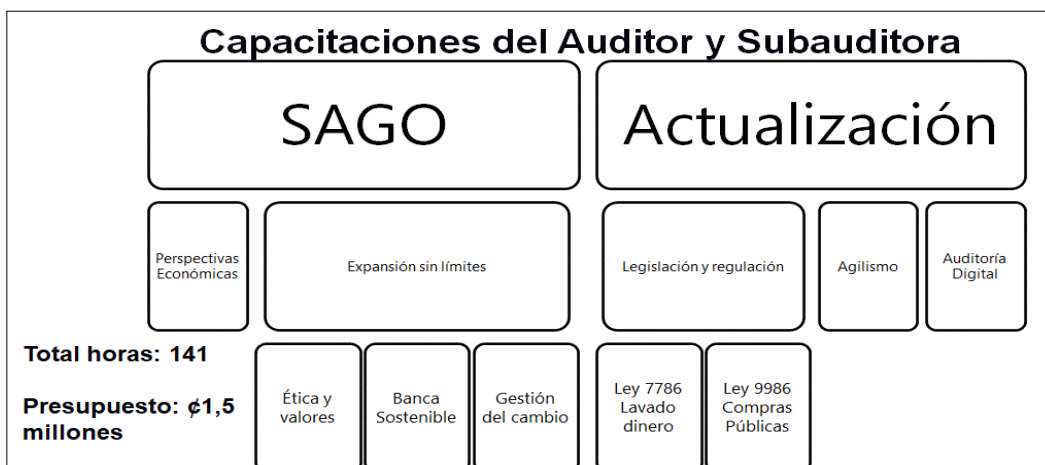 Capacitaciones del Auditor y Subauditora
SAGO
Actualización
Perspectivas
Económicas
Expansión sin límites
Legislación y regulación
Agilismo
Auditoría
Digital
Total horas: 141
Presupuesto: ₡1,5
millones
Ética y
valores
Banca
Sostenible
Gestión
del cambio
Ley 7786
Lavado
dinero
Ley 9986
Compras
Públicas